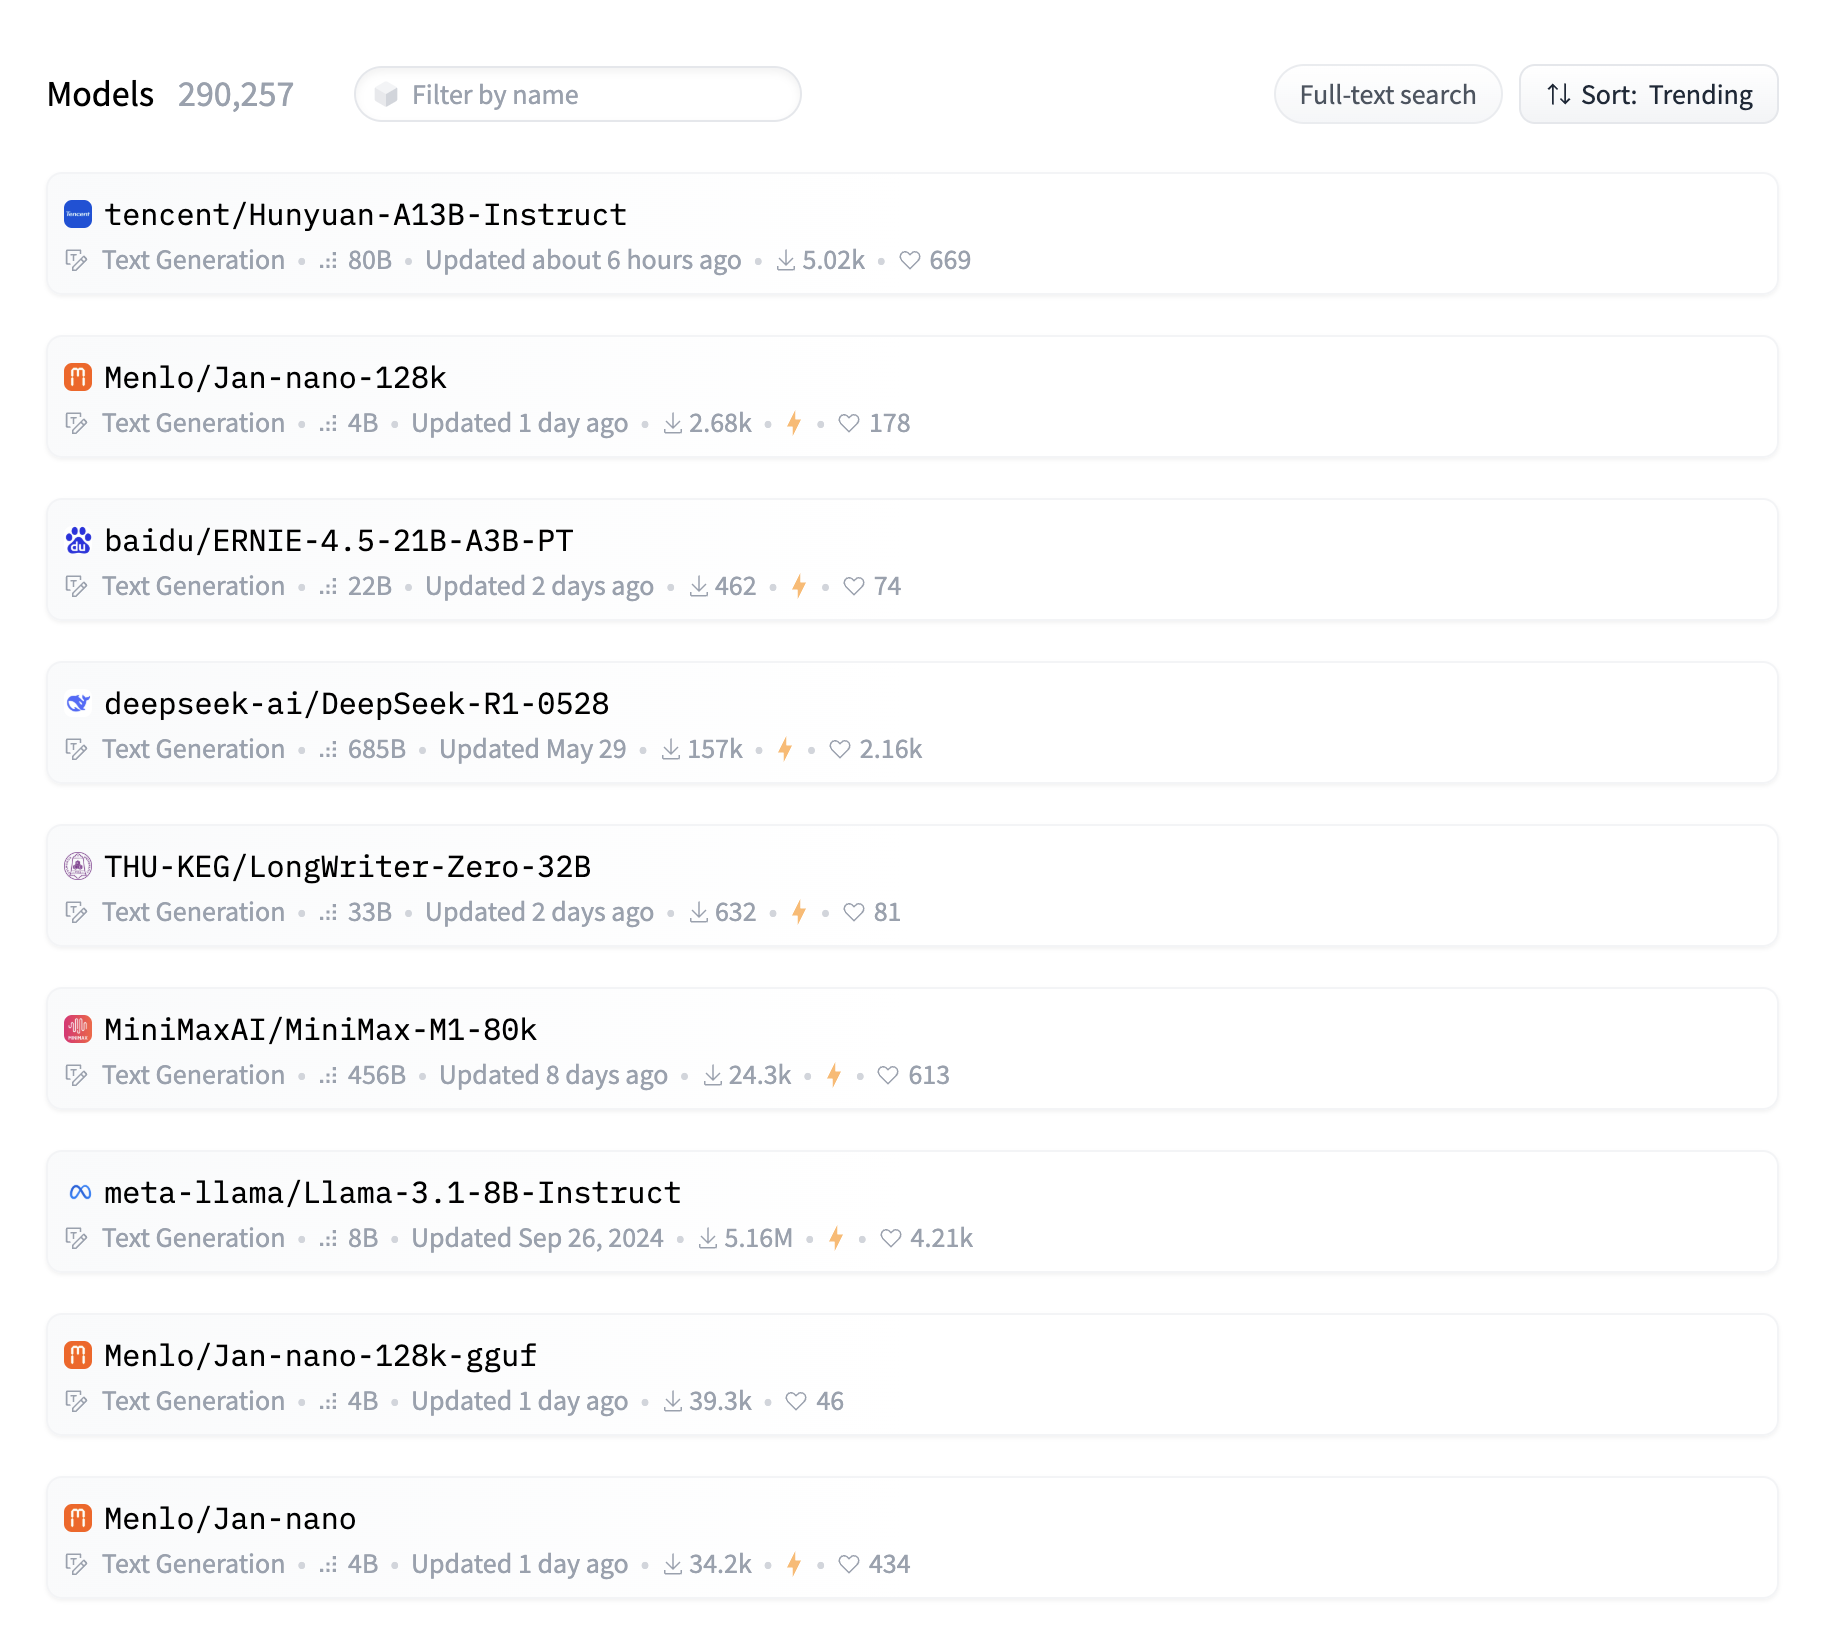 Models 290,257 Filter by name Full-text search Sort: Trending
tencent/Hunyuan-A13B-Instruct
Text Generation • 80B • Updated about 6 hours ago • 5.02k • 669
Menlo/Jan-nano-128k
Text Generation • 4B • Updated 1 day ago • 2.68k • • 178
baidu/ERNIE-4.5-21B-A3B-PT
Text Generation • 22B • Updated 2 days ago • 462 • • 74
deepseek-ai/DeepSeek-R1-0528
Text Generation • 685B • Updated May 29 • 157k • • 2.16k
THU-KEG/LongWriter-Zero-32B
Text Generation • 33B • Updated 2 days ago • 632 • • 81
MiniMaxAI/MiniMax-M1-80k
Text Generation • 456B • Updated 8 days ago • 24.3k • • 613
meta-llama/Llama-3.1-8B-Instruct
Text Generation • 8B • Updated Sep 26, 2024 • 5.16M • • 4.21k
Menlo/Jan-nano-128k-gguf
Text Generation • 4B • Updated 1 day ago • 39.3k • 46
Menlo/Jan-nano
Text Generation • 4B • Updated 1 day ago • 34.2k • • 434